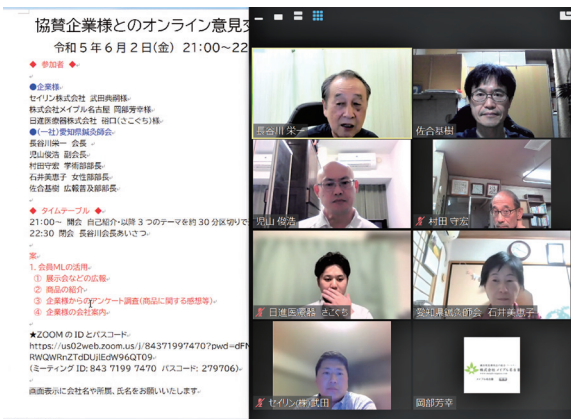 協賛企業様とのオンライン意見交
令和5年6月2日(金) 21:00~22
◆ 参加者 ◆
●企業様
セイリン株式会社 武田典嗣様
株式会社メイプル名古屋 岡部芳幸様
日進医療器株式会社 硲口(さこぐち)様
●(一社)愛知県鍼灸師会
長谷川栄一 会長
児山俊浩 副会長
村田守宏 学術部部長
石井美恵子 女性部部長
佐合基樹 広報普及部部長
◆ タイムテーブル ◆
21:00~ 開会 自己紹介・以降3つのテーマを約30分区切りで
22:30 閉会 長谷川会長あいさつ
案
1. 会員MLの活用
① 展示会などの広報
② 商品の紹介
③ 企業様からのアンケート調査(商品に関する感想等)
④ 企業様の会社案内
★ZOOMのIDとパスコード
https://us02web.zoom.us/j/84371997470?pwd=dFN
RWQWRnZTdDUjlEdW96QT09
(ミーティングID: 843 7199 7470 パスコード: 279706)
画面表示に会社名や所属、氏名をお願いいたします
長谷川 栄一
佐合基樹
児山 俊浩
村田 守宏
日進医療器 さこぐち
愛知県鍼灸師会 石井美恵子
セイリン(株)武田
岡部芳幸